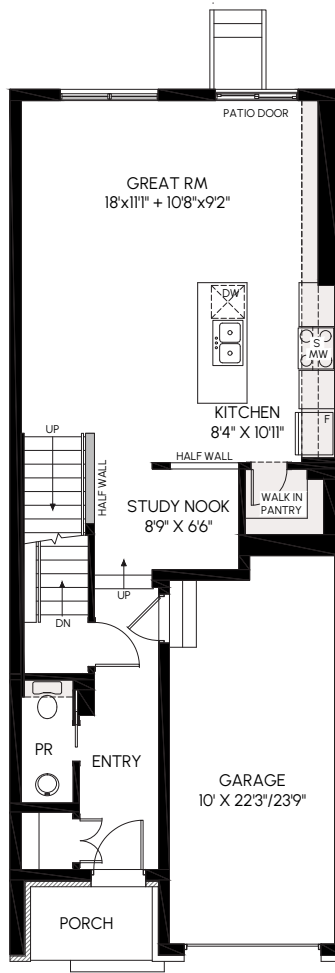 PATIO DOOR
GREAT RM
18'x11'1" + 10'8"x9'2"
DW
S
MW
KITCHEN
8'4" X 10'11"
F
UP
HALF WALL
HALF WALL
STUDY NOOK
8'9" X 6'6"
WALK IN
PANTRY
UP
DN
PR
ENTRY
GARAGE
10' X 22'3"/23'9"
PORCH